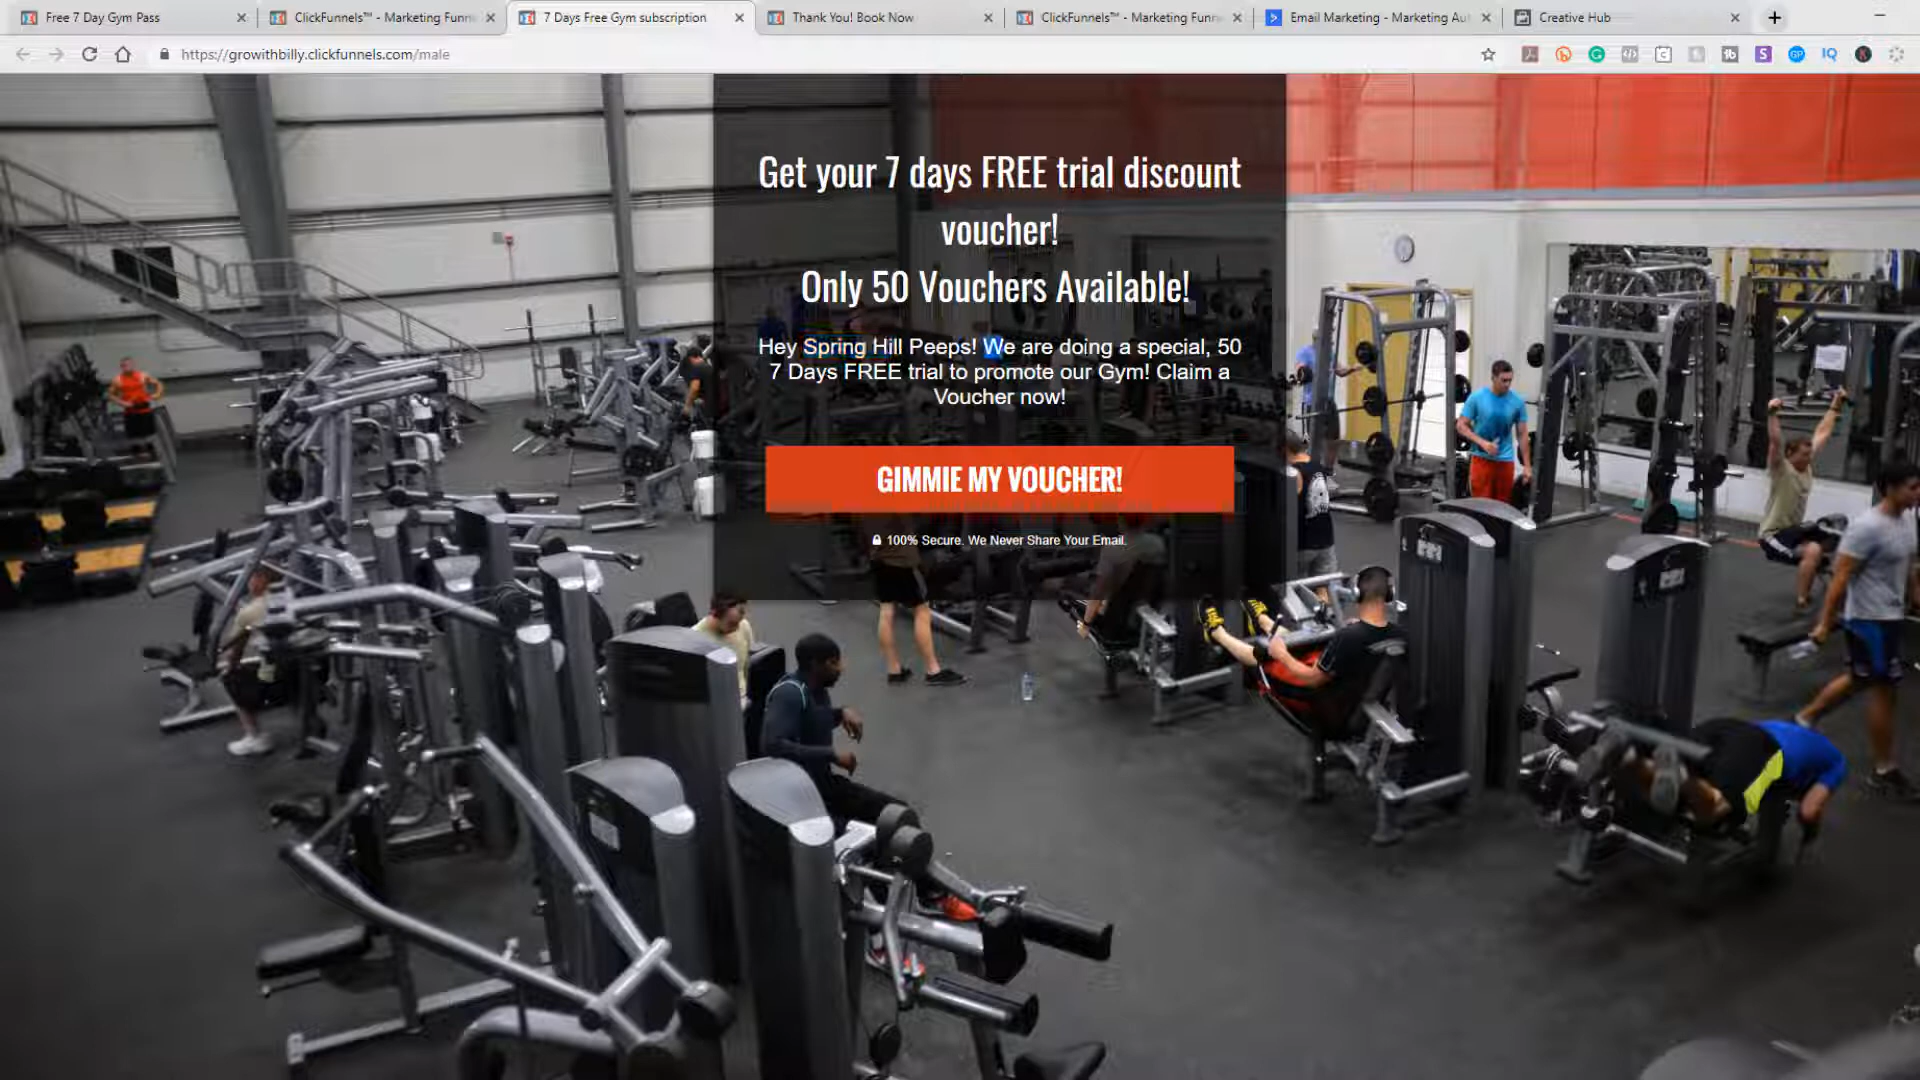 Free 7 Day Gym Pass
ClickFunnels™ - Marketing Funn
7 Days Free Gym subscription
Thank You! Book Now
ClickFunnels™ - Marketing Funn
Email Marketing - Marketing Au
Creative Hub
https://growithbilly.clickfunnels.com/male
Get your 7 days FREE trial discount
voucher!
Only 50 Vouchers Available!
Hey Spring Hill Peeps! We are doing a special, 50
7 Days FREE trial to promote our Gym! Claim a
Voucher now!
GIMMIE MY VOUCHER!
100% Secure. We Never Share Your Email.